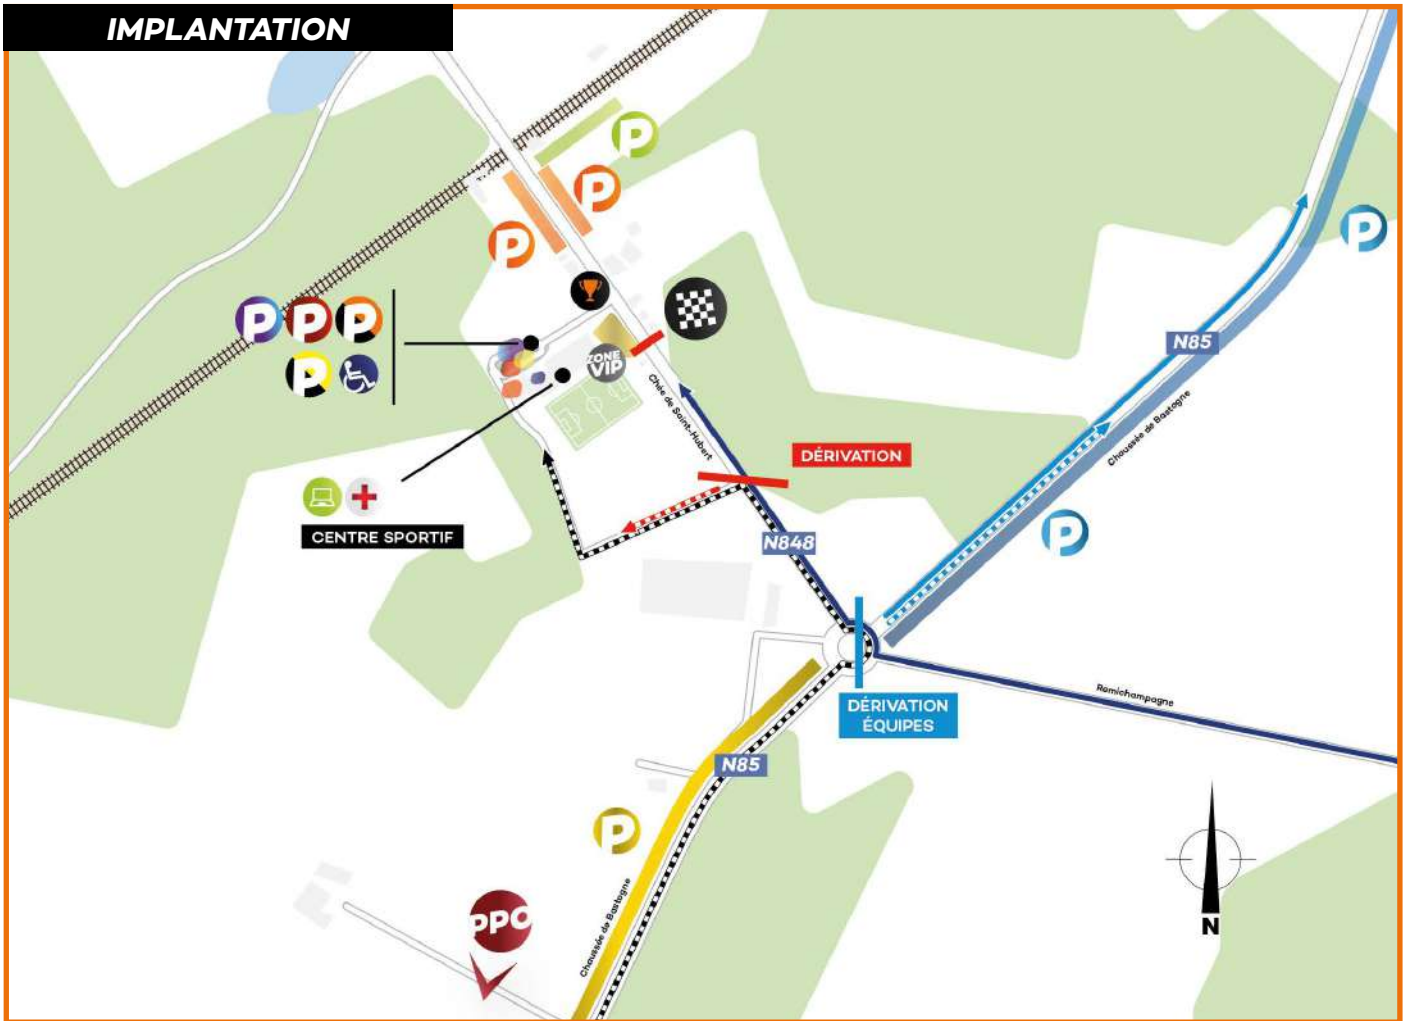 IMPLANTATION
P
P
P
P
N85
P P P
P
ZONE
VIP
Chée de Saint-Hubert
Chaussée de Bastogne
DÉRIVATION
CENTRE SPORTIF
P
N848
Remichampagne
DÉRIVATION
ÉQUIPES
N85
P
Chaussée de Bastogne
PPO
N